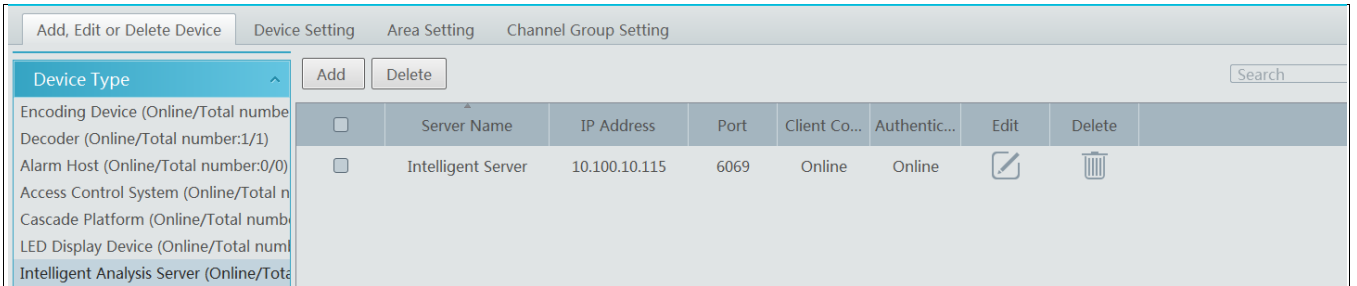 Add, Edit or Delete Device Device Setting Area Setting Channel Group Setting
Device Type
Add Delete Search
Encoding Device (Online/Total numbe
Decoder (Online/Total number:1/1)
Alarm Host (Online/Total number:0/0)
Access Control System (Online/Total n
Cascade Platform (Online/Total numb
LED Display Device (Online/Total num
Intelligent Analysis Server (Online/Tota
Server Name IP Address Port Client Co... Authentic... Edit Delete
Intelligent Server 10.100.10.115 6069 Online Online